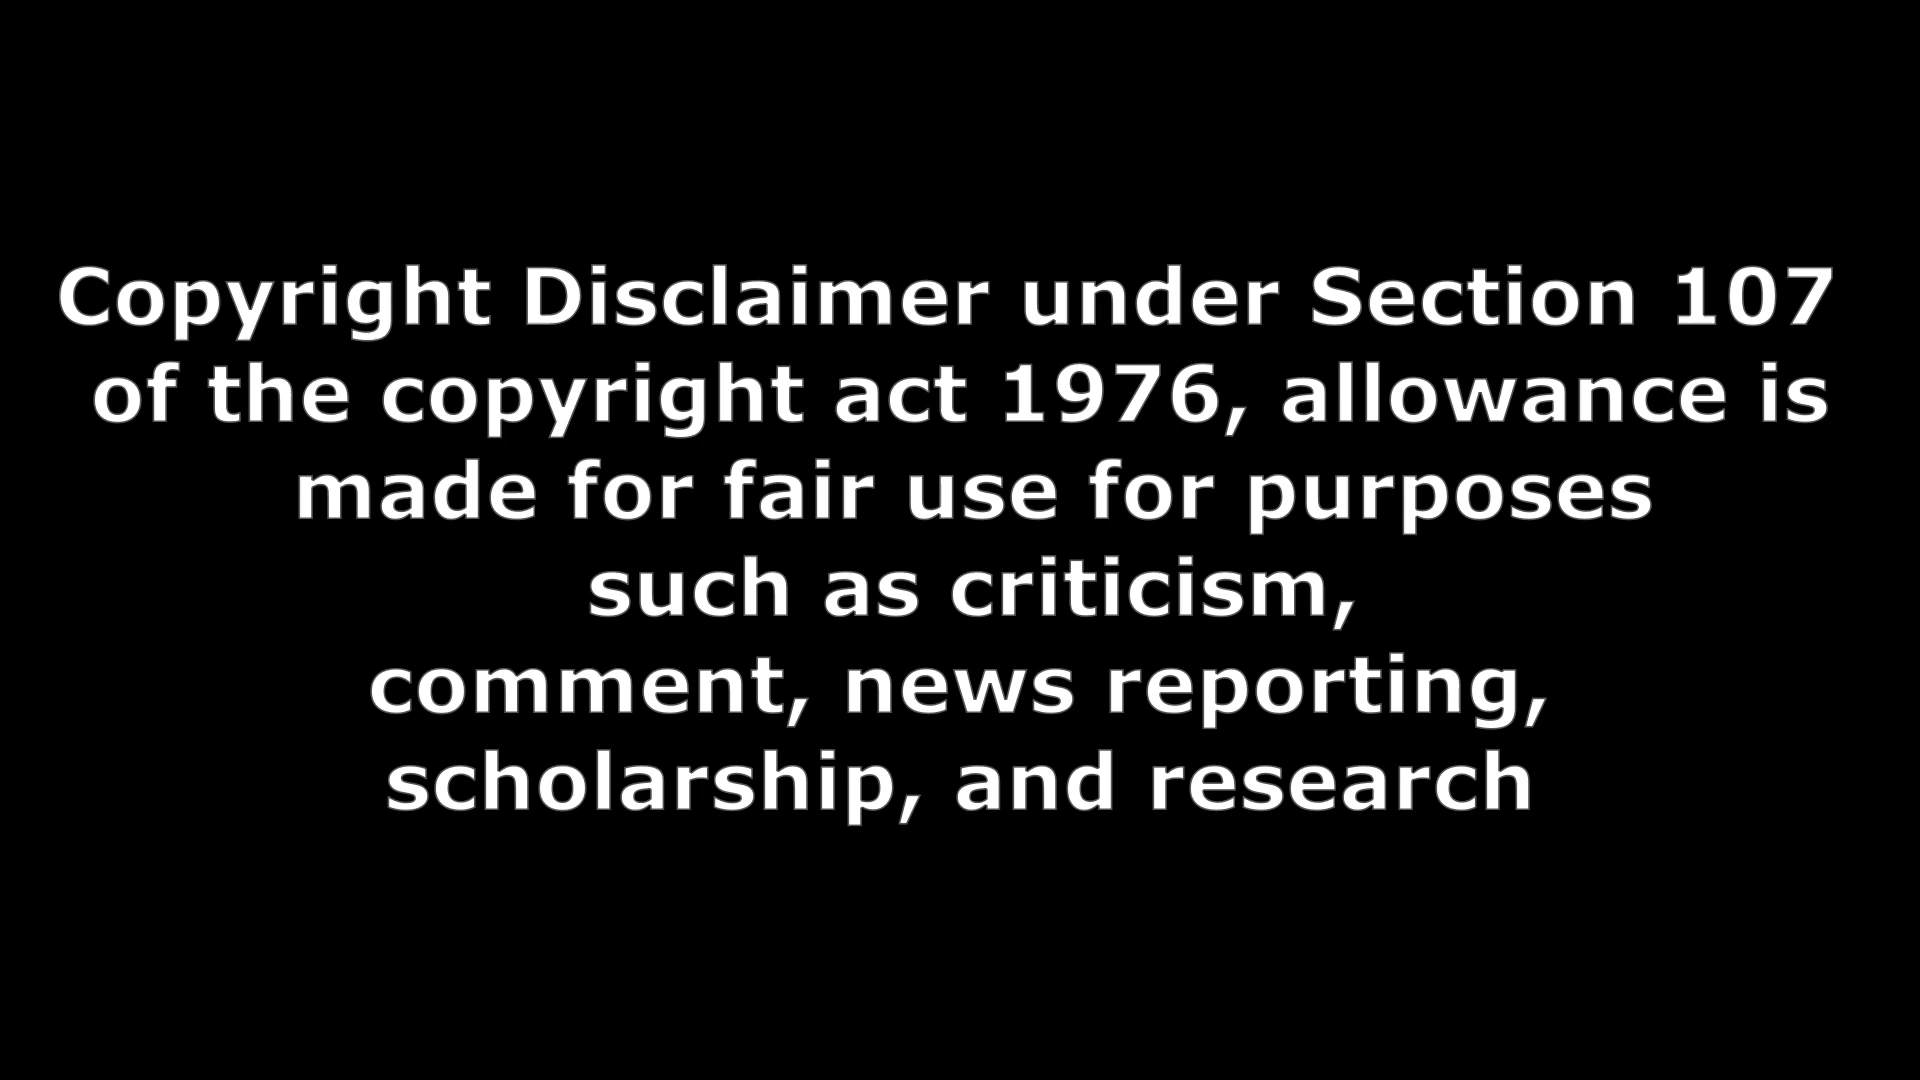 Copyright Disclaimer under Section 107
of the copyright act 1976, allowance is
made for fair use for purposes
such as criticism,
comment, news reporting,
scholarship, and research